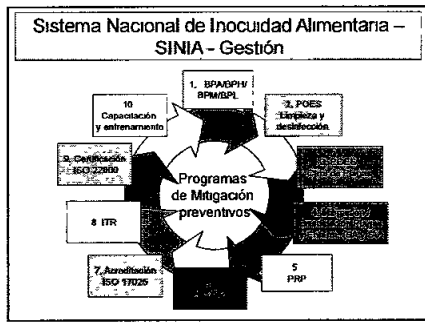 Sistema Nacional de Inocuidad Alimentaria –
SINIA - Gestión
1. BPA/BPH/
BPM/BPL
2. POES
Limpieza y
desinfección
5
PRP
7. Acreditación
ISO 17025
8 ITR
9. Certificación
ISO 22000
10
Capacitación
y entrenamiento
Programas
de Mitigación
preventivos